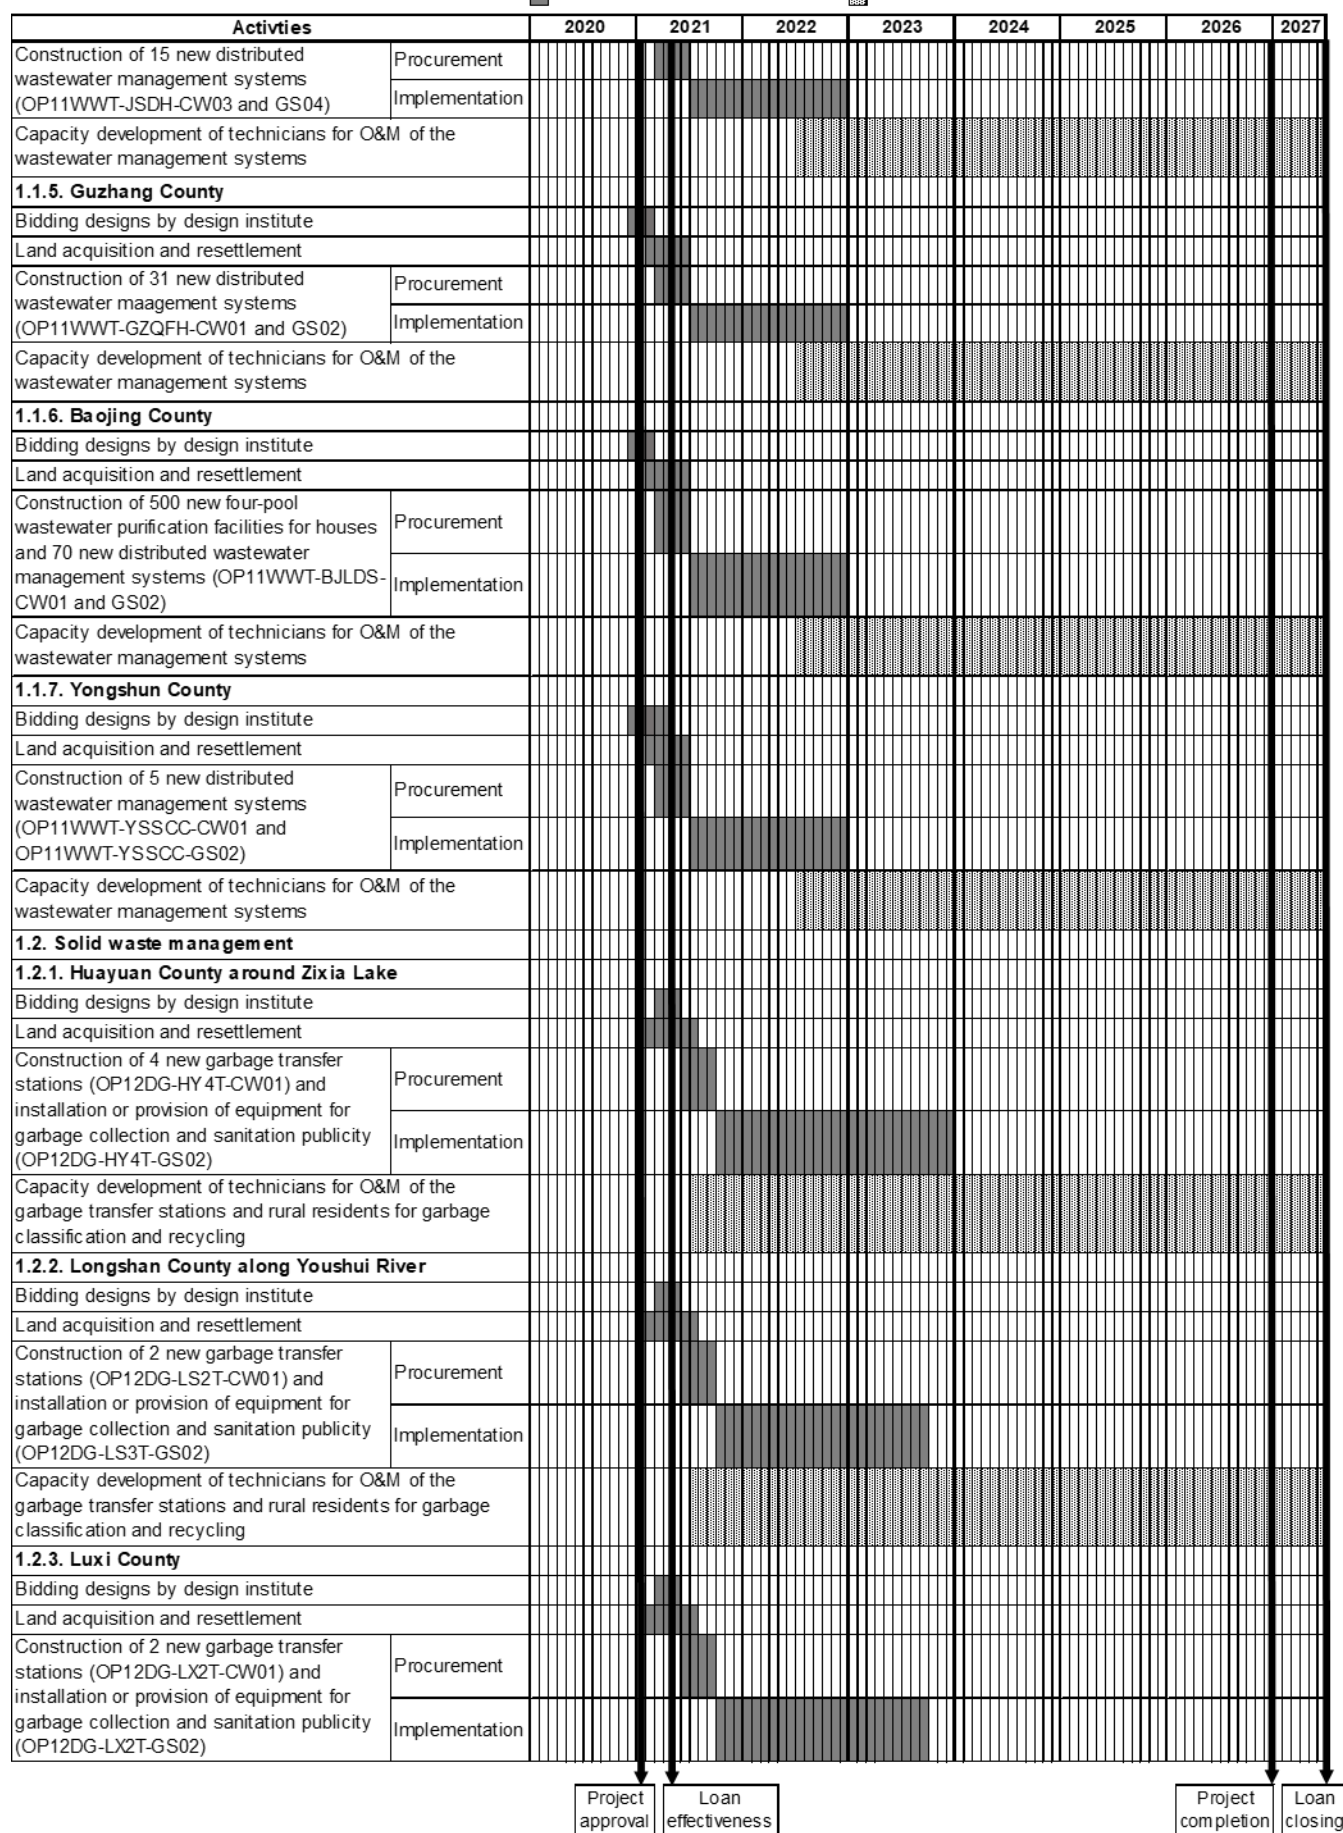 Activties 2020 2021 2022 2023 2024 2025 2026 2027
Construction of 15 new distributed
wastewater management systems
(OP11WWT-JSDH-CW03 and GS04)
Procurement
Implementation
Capacity development of technicians for O&M of the
wastewater management systems
1.1.5. Guzhang County
Bidding designs by design institute
Land acquisition and resettlement
Construction of 31 new distributed
wastewater maagement systems
(OP11WWT-GZQFH-CW01 and GS02)
Procurement
Implementation
Capacity development of technicians for O&M of the
wastewater management systems
1.1.6. Baojing County
Bidding designs by design institute
Land acquisition and resettlement
Construction of 500 new four-pool
wastewater purification facilities for houses
and 70 new distributed wastewater
management systems (OP11WWT-BJLDS-
CW01 and GS02)
Procurement
Implementation
Capacity development of technicians for O&M of the
wastewater management systems
1.1.7. Yongshun County
Bidding designs by design institute
Land acquisition and resettlement
Construction of 5 new distributed
wastewater management systems
(OP11WWT-YSSCC-CW01 and
OP11WWT-YSSCC-GS02)
Procurement
Implementation
Capacity development of technicians for O&M of the
wastewater management systems
1.2. Solid waste management
1.2.1. Huayuan County around Zixia Lake
Bidding designs by design institute
Land acquisition and resettlement
Construction of 4 new garbage transfer
stations (OP12DG-HY4T-CW01) and
installation or provision of equipment for
garbage collection and sanitation publicity
(OP12DG-HY4T-GS02)
Procurement
Implementation
Capacity development of technicians for O&M of the
garbage transfer stations and rural residents for garbage
classification and recycling
1.2.2. Longshan County along Youshui River
Bidding designs by design institute
Land acquisition and resettlement
Construction of 2 new garbage transfer
stations (OP12DG-LS2T-CW01) and
installation or provision of equipment for
garbage collection and sanitation publicity
(OP12DG-LS3T-GS02)
Procurement
Implementation
Capacity development of technicians for O&M of the
garbage transfer stations and rural residents for garbage
classification and recycling
1.2.3. Luxi County
Bidding designs by design institute
Land acquisition and resettlement
Construction of 2 new garbage transfer
stations (OP12DG-LX2T-CW01) and
installation or provision of equipment for
garbage collection and sanitation publicity
(OP12DG-LX2T-GS02)
Procurement
Implementation
Project
approval
Loan
effectiveness
Project
completion
Loan
closing